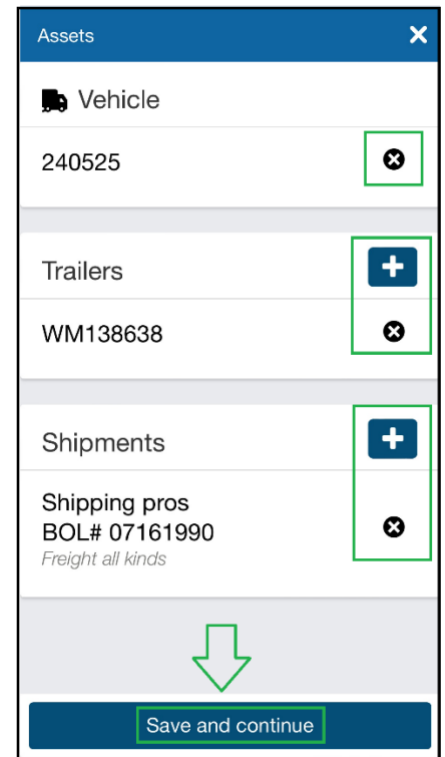 Assets
Vehicle
240525
Trailers
WM138638
Shipments
Shipping pros
BOL# 07161990
Freight all kinds
Save and continue